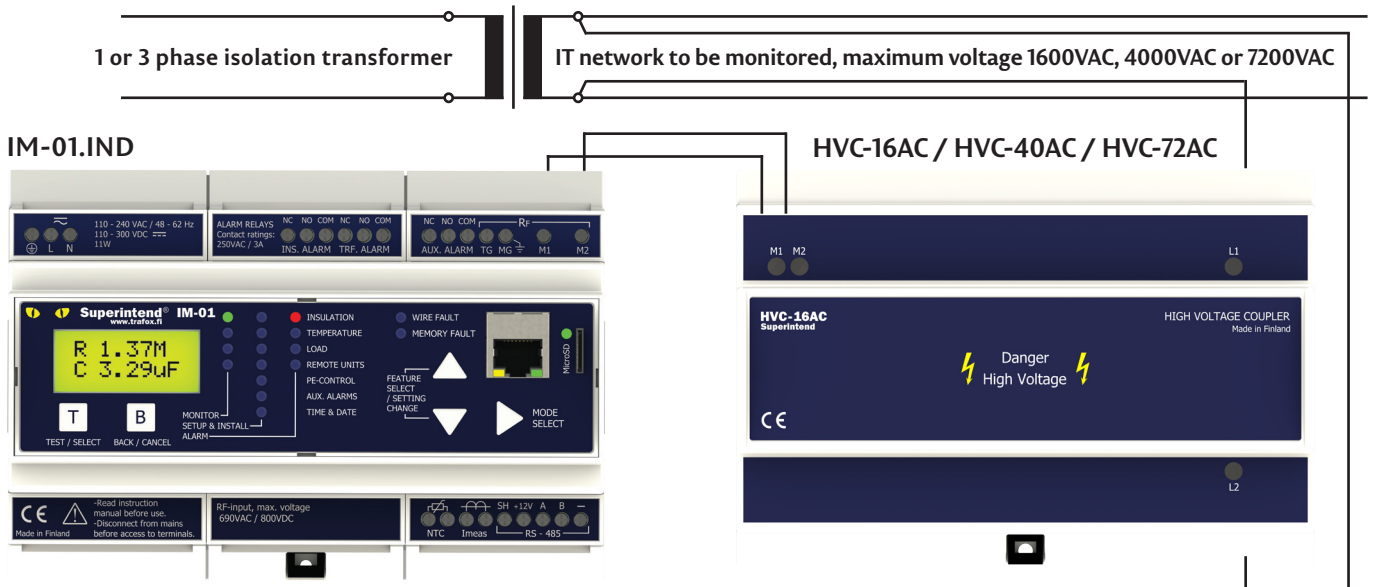 1 or 3 phase isolation transformer
IT network to be monitored, maximum voltage 1600VAC, 4000VAC or 7200VAC
IM-01.IND
HVC-16AC / HVC-40AC / HVC-72AC
L N
110 - 240 VAC / 48 - 62 Hz
110 - 300 VDC
11W
ALARM RELAYS
Contact ratings:
250VAC / 3A
NC NO COM NC NO COM
INS. ALARM TRF. ALARM
NC NO COM RF
AUX. ALARM TG MG M1 M2
M1 M2
L1
Superintend® IM-01
www.trafox.fi
R 1.37M
C 3.29uF
T
B
TEST / SELECT
BACK / CANCEL
MONITOR
SETUP & INSTALL
ALARM
INSULATION
TEMPERATURE
LOAD
REMOTE UNITS
PE-CONTROL
AUX. ALARMS
TIME & DATE
WIRE FAULT
MEMORY FAULT
FEATURE
SELECT
/ SETTING
CHANGE
MODE
SELECT
MicroSD
HVC-16AC
Superintend
HIGH VOLTAGE COUPLER
Made in Finland
Danger
High Voltage
CE
L2
CE
Made in Finland
-Read instruction
manual before use.
-Disconnect from mains
before access to terminals.
RF-input, max. voltage
690VAC / 800VDC
SH +12V A B –
NTC Imeas RS - 485